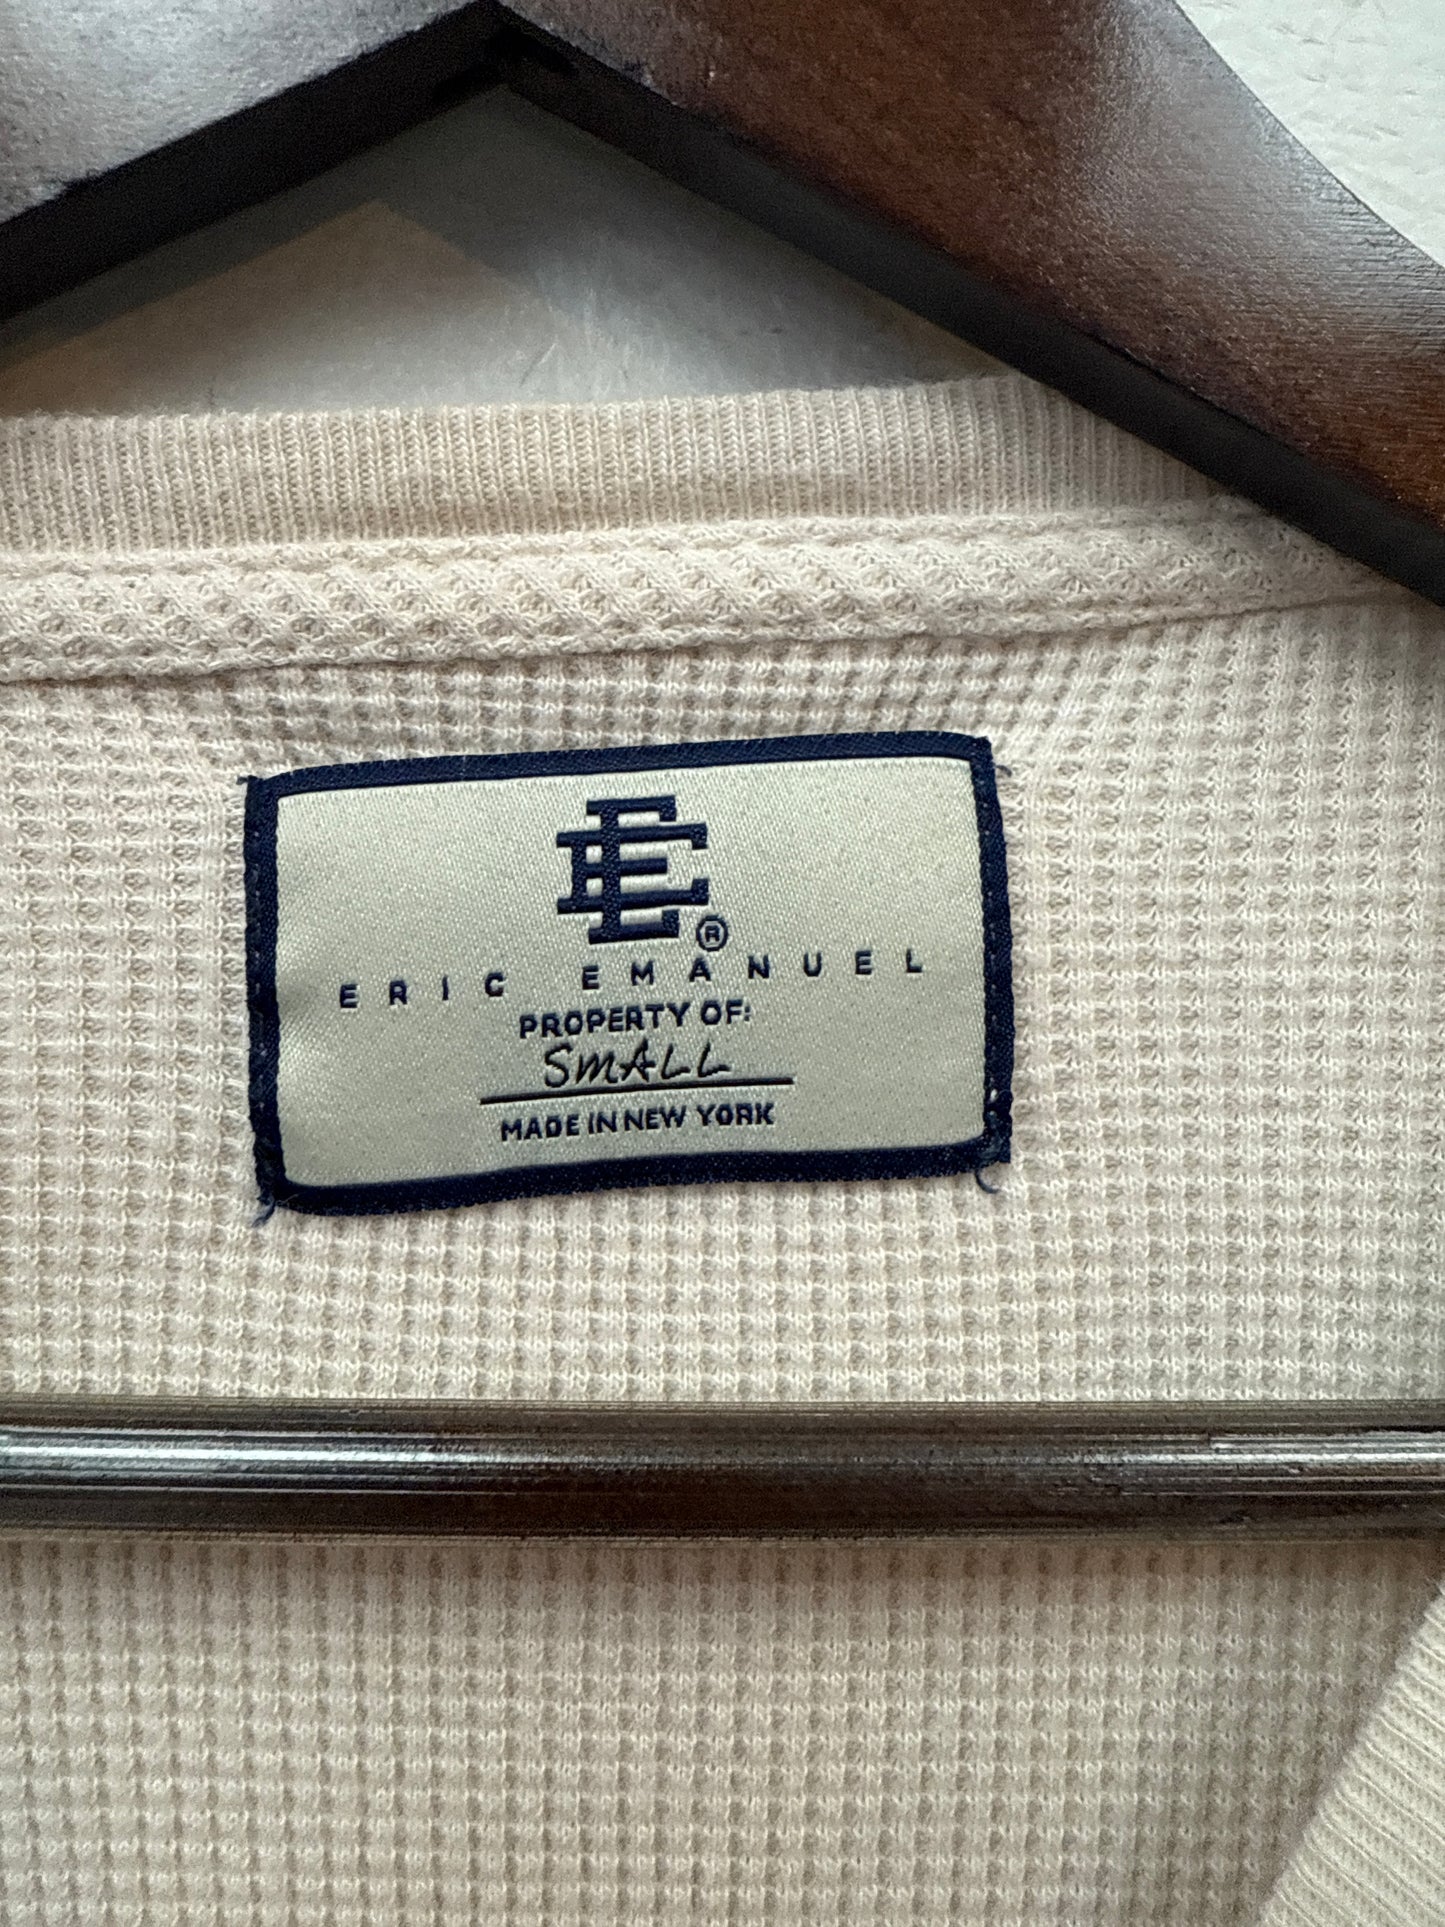 EE®
ERIC EMANUEL
PROPERTY OF:
SMALL
MADE IN NEW YORK